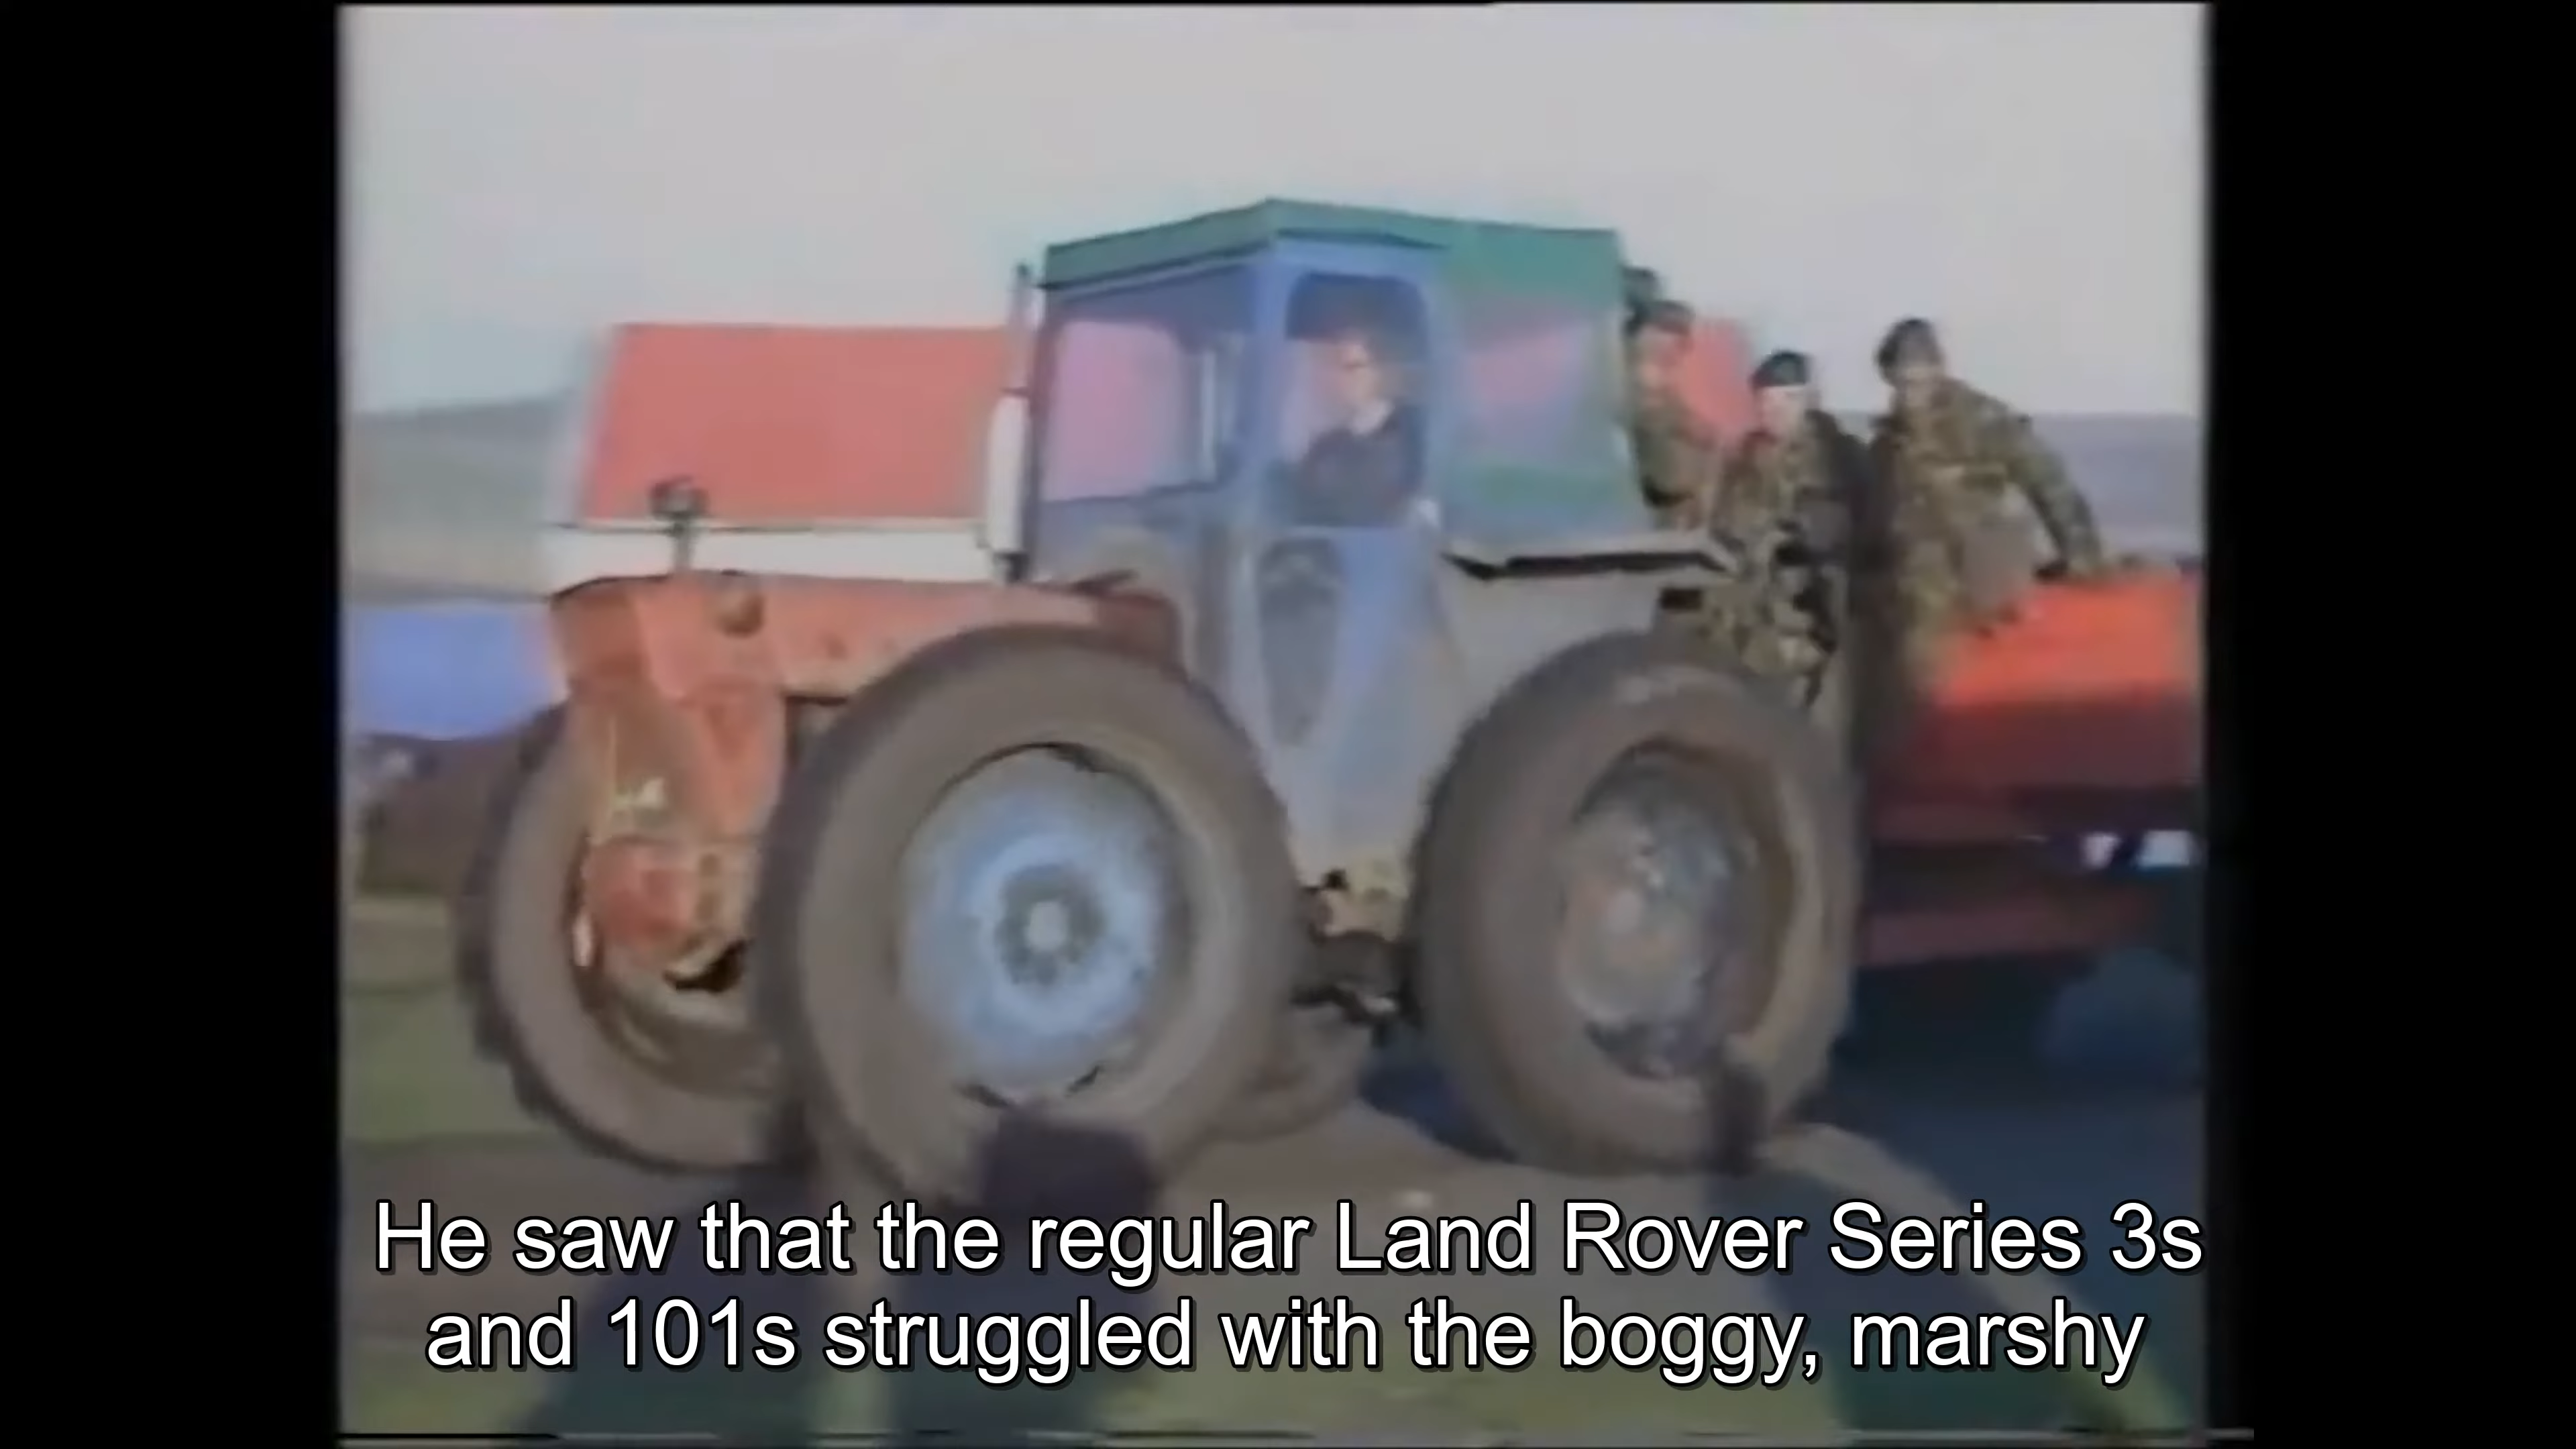 He saw that the regular Land Rover Series 3s
and 101s struggled with the boggy, marshy